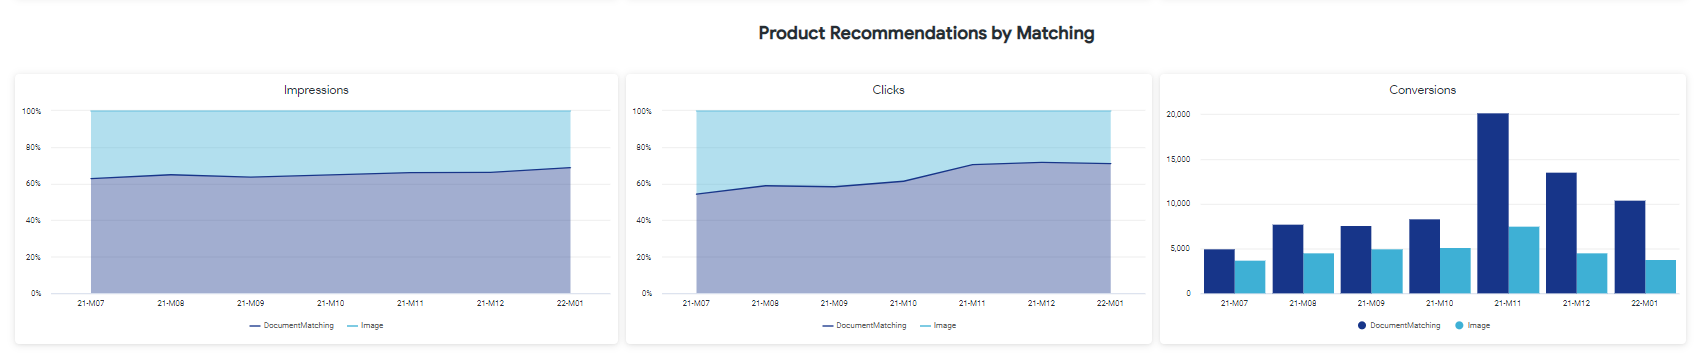 Product Recommendations by Matching
Impressions
100%
80%
60%
40%
20%
0%
21-M07 21-M08 21-M09 21-M10 21-M11 21-M12 22-M01
DocumentMatching Image
Clicks
100%
80%
60%
40%
20%
0%
21-M07 21-M08 21-M09 21-M10 21-M11 21-M12 22-M01
DocumentMatching Image
Conversions
20,000
15,000
10,000
5,000
0
21-M07 21-M08 21-M09 21-M10 21-M11 21-M12 22-M01
DocumentMatching Image